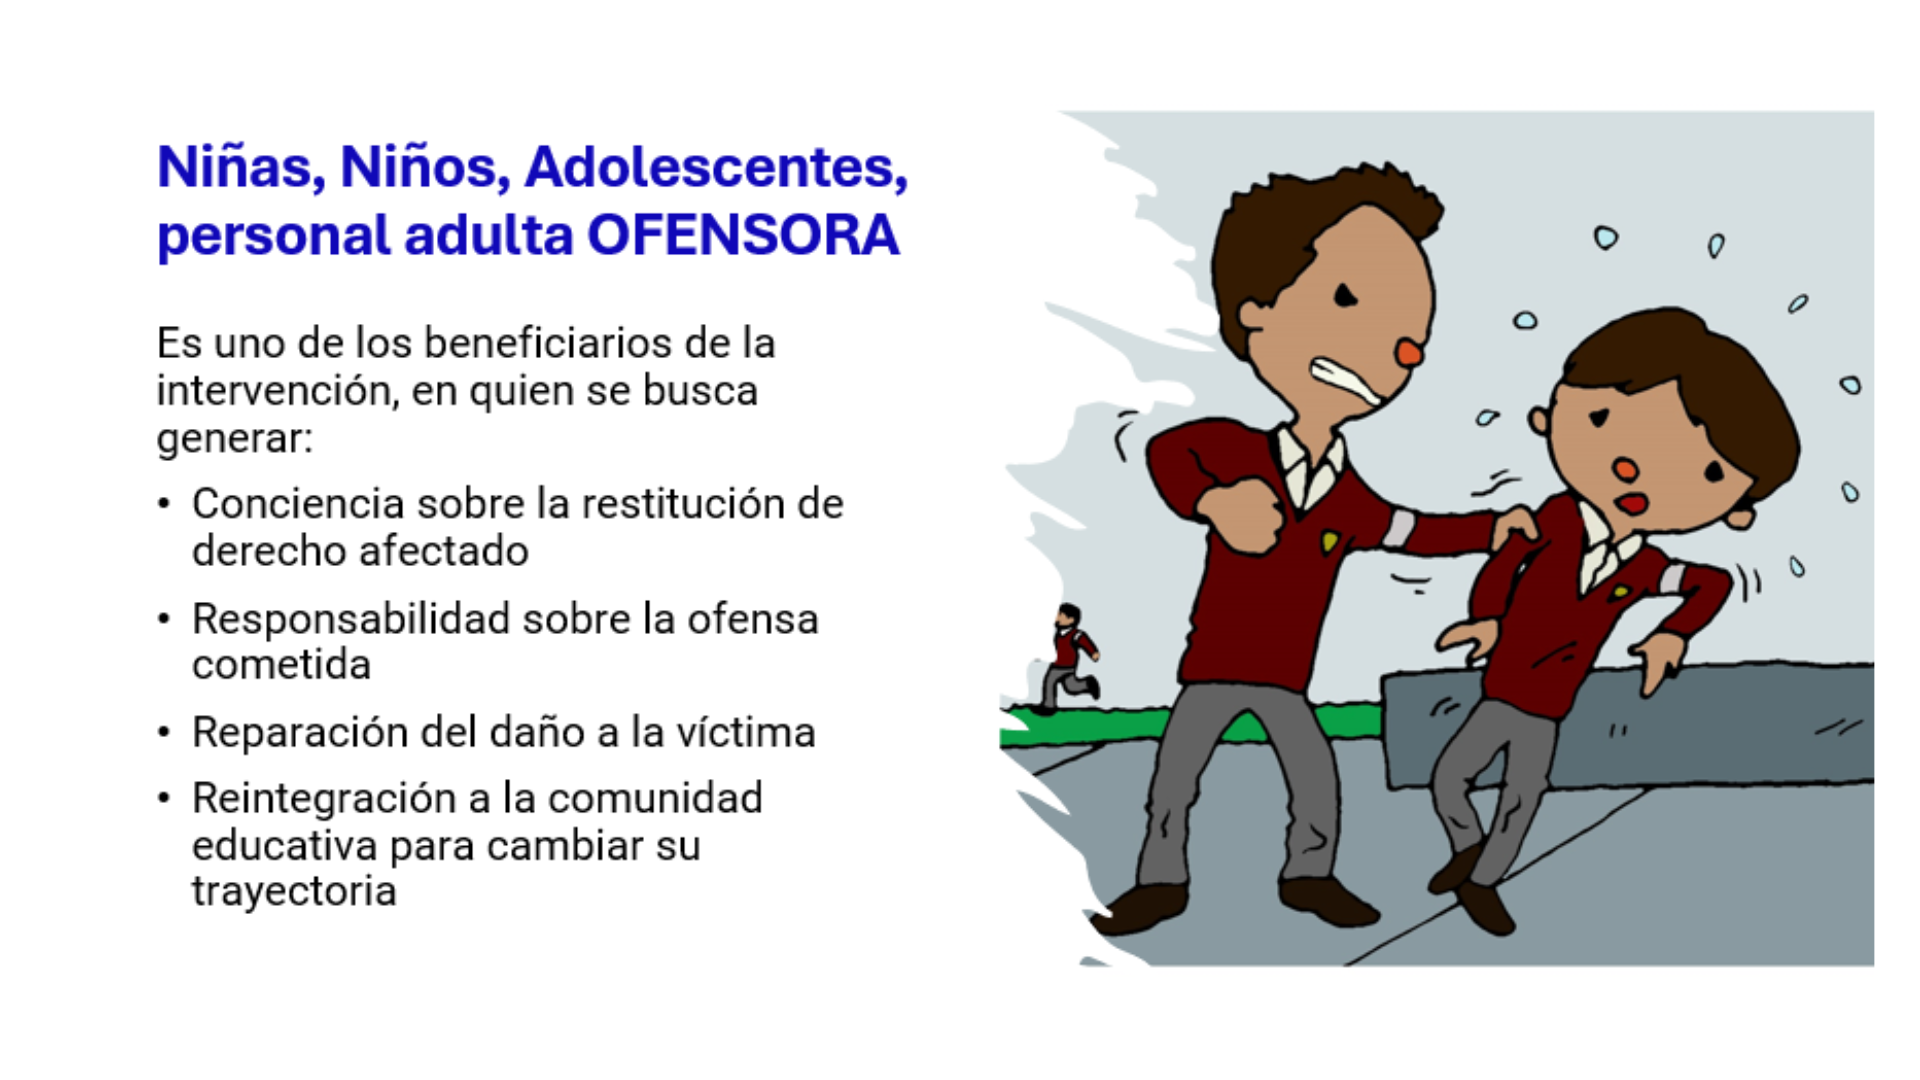 Niñas, Niños, Adolescentes,
personal adulta OFENSORA
Es uno de los beneficiarios de la
intervención, en quien se busca
generar:
• Conciencia sobre la restitución de
derecho afectado
• Responsabilidad sobre la ofensa
cometida
• Reparación del daño a la víctima
• Reintegración a la comunidad
educativa para cambiar su
trayectoria